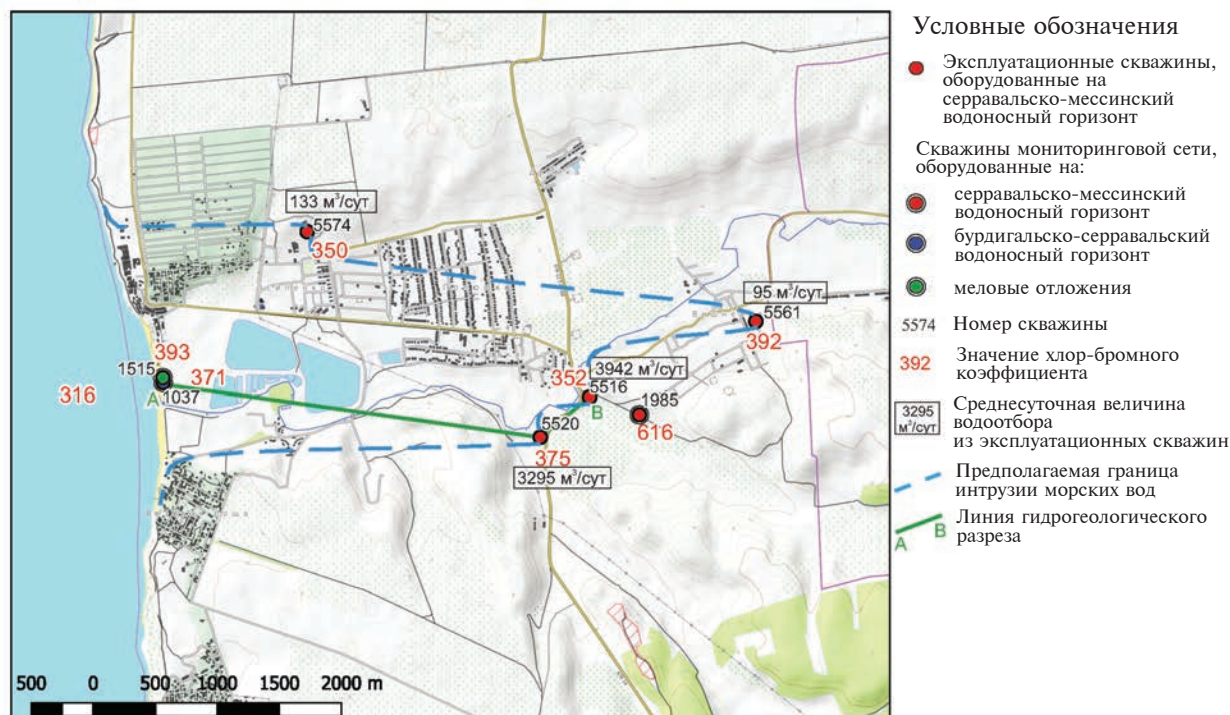 133 м³/сут
5574
350
95 м³/сут
5561
392
393
1515
371
316
A
1037
352
3942 м³/сут
5516
B
1985
616
5520
375
3295 м³/сут
500 0 500 1000 1500 2000 m
Условные обозначения
Эксплуатационные скважины,
оборудованные на
серравальско-мессинский
водоносный горизонт
Скважины мониторинговой сети,
оборудованные на:
серравальско-мессинский
водоносный горизонт
бурдигальско-серравальский
водоносный горизонт
меловые отложения
5574 Номер скважины
392 Значение хлор-бромного
коэффициента
3295
м³/сут
Среднесуточная величина
водоотбора
из эксплуатационных скважин
Предполагаемая граница
интрузии морских вод
A B Линия гидрогеологического
разреза